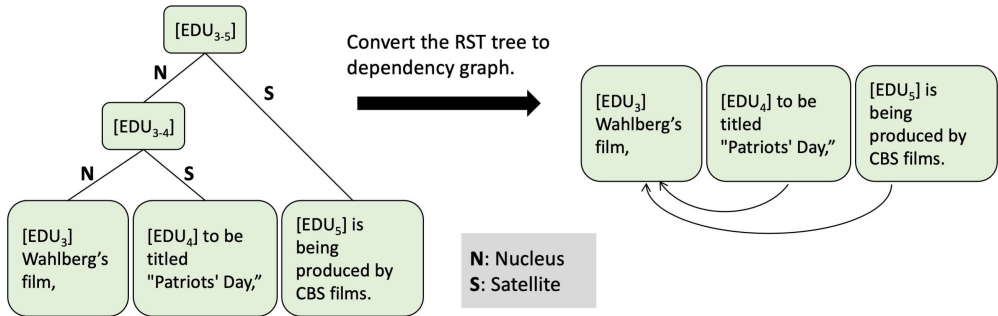 [EDU3-5]
N
S
[EDU3-4]
N
S
[EDU3]
Wahlberg’s
film,
[EDU4] to be
titled
"Patriots' Day,”
[EDU5] is
being
produced by
CBS films.
Convert the RST tree to
dependency graph.
N: Nucleus
S: Satellite
[EDU3]
Wahlberg’s
film,
[EDU4] to be
titled
"Patriots' Day,”
[EDU5] is
being
produced by
CBS films.